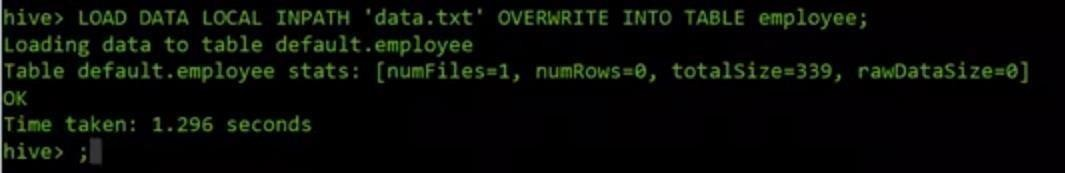 hive> LOAD DATA LOCAL INPATH 'data.txt' OVERWRITE INTO TABLE employee;
Loading data to table default.employee
Table default.employee stats: [numFiles=1, numRows=0, totalSize=339, rawDataSize=0]
OK
Time taken: 1.296 seconds
hive> ;